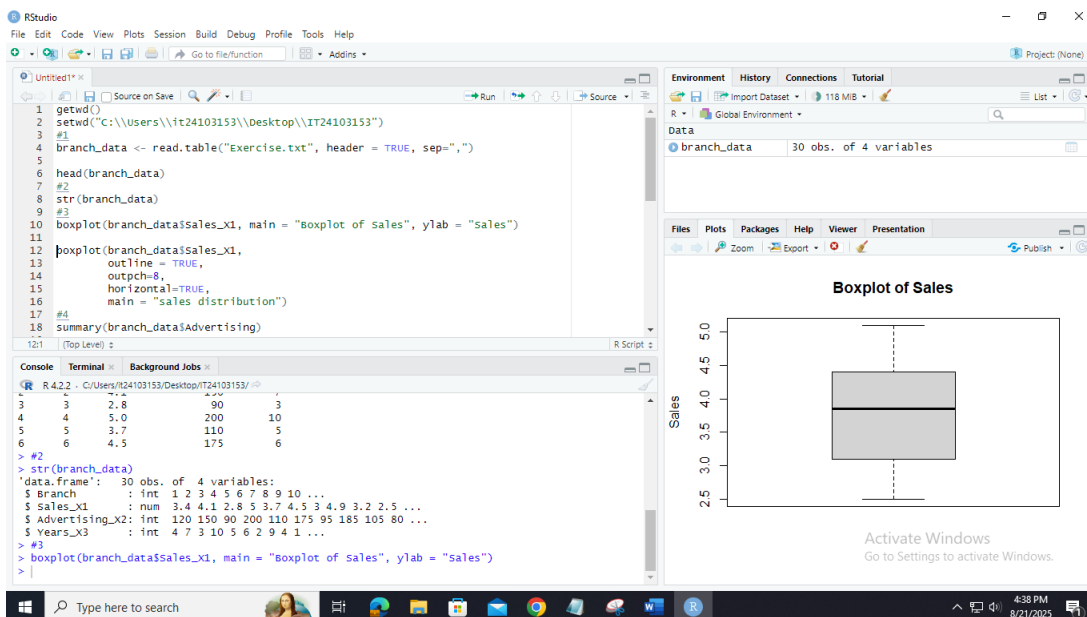 RStudio
File Edit Code View Plots Session Build Debug Profile Tools Help
Go to file/function Addins Project: (None)
Untitled1*
Source on Save Run Source
1 getwd()
2 setwd("C:\\Users\\it24103153\\Desktop\\IT24103153")
3 #1
4 branch_data <- read.table("Exercise.txt", header = TRUE, sep=",")
5
6 head(branch_data)
7 #2
8 str(branch_data)
9 #3
10 boxplot(branch_data$Sales_X1, main = "Boxplot of Sales", ylab = "Sales")
11
12 boxplot(branch_data$Sales_X1,
13 outline = TRUE,
14 outpch=8,
15 horizontal=TRUE,
16 main = "sales distribution")
17 #4
18 summary(branch_data$Advertising)
12:1 (Top Level) R Script
Console Terminal Background Jobs
R 4.2.2 · C:/Users/it24103153/Desktop/IT24103153/
3 3 2.8 90 3
4 4 5.0 200 10
5 5 3.7 110 5
6 6 4.5 175 6
> #2
> str(branch_data)
'data.frame': 30 obs. of 4 variables:
$ Branch : int 1 2 3 4 5 6 7 8 9 10 ...
$ Sales_X1 : num 3.4 4.1 2.8 5 3.7 4.5 3 4.9 3.2 2.5 ...
$ Advertising_X2: int 120 150 90 200 110 175 95 185 105 80 ...
$ Years_X3 : int 4 7 3 10 5 6 2 9 4 1 ...
> #3
> boxplot(branch_data$Sales_X1, main = "Boxplot of Sales", ylab = "Sales")
>
Environment History Connections Tutorial
Import Dataset 118 MiB List
R Global Environment
Data
branch_data 30 obs. of 4 variables
Files Plots Packages Help Viewer Presentation
Zoom Export Publish
Boxplot of Sales
Sales
5.0
4.5
4.0
3.5
3.0
2.5
Activate Windows
Go to Settings to activate Windows.
Type here to search
4:38 PM
8/21/2025